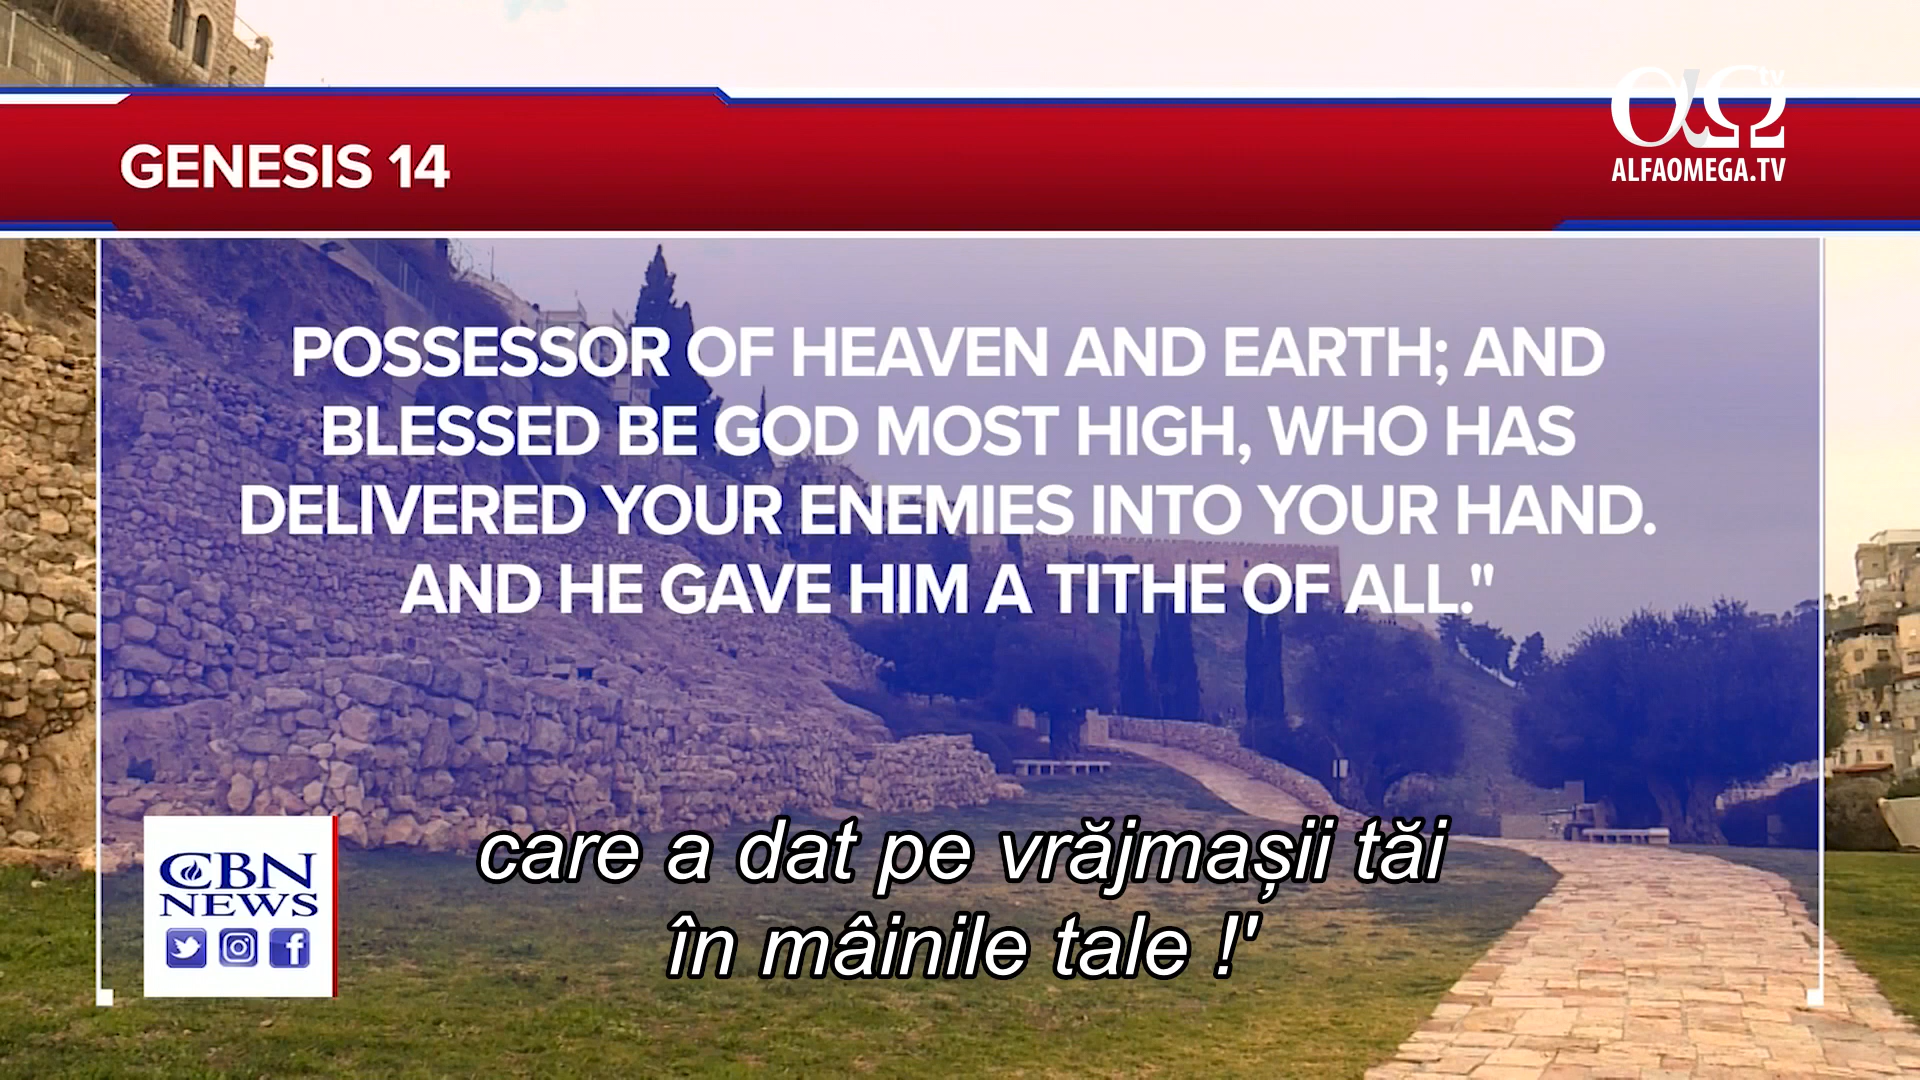 αΩ tv
ALFAOMEGA.TV
GENESIS 14
POSSESSOR OF HEAVEN AND EARTH; AND
BLESSED BE GOD MOST HIGH, WHO HAS
DELIVERED YOUR ENEMIES INTO YOUR HAND.
AND HE GAVE HIM A TITHE OF ALL."
CBN
NEWS
care a dat pe vrăjmașii tăi
în mâinile tale !'